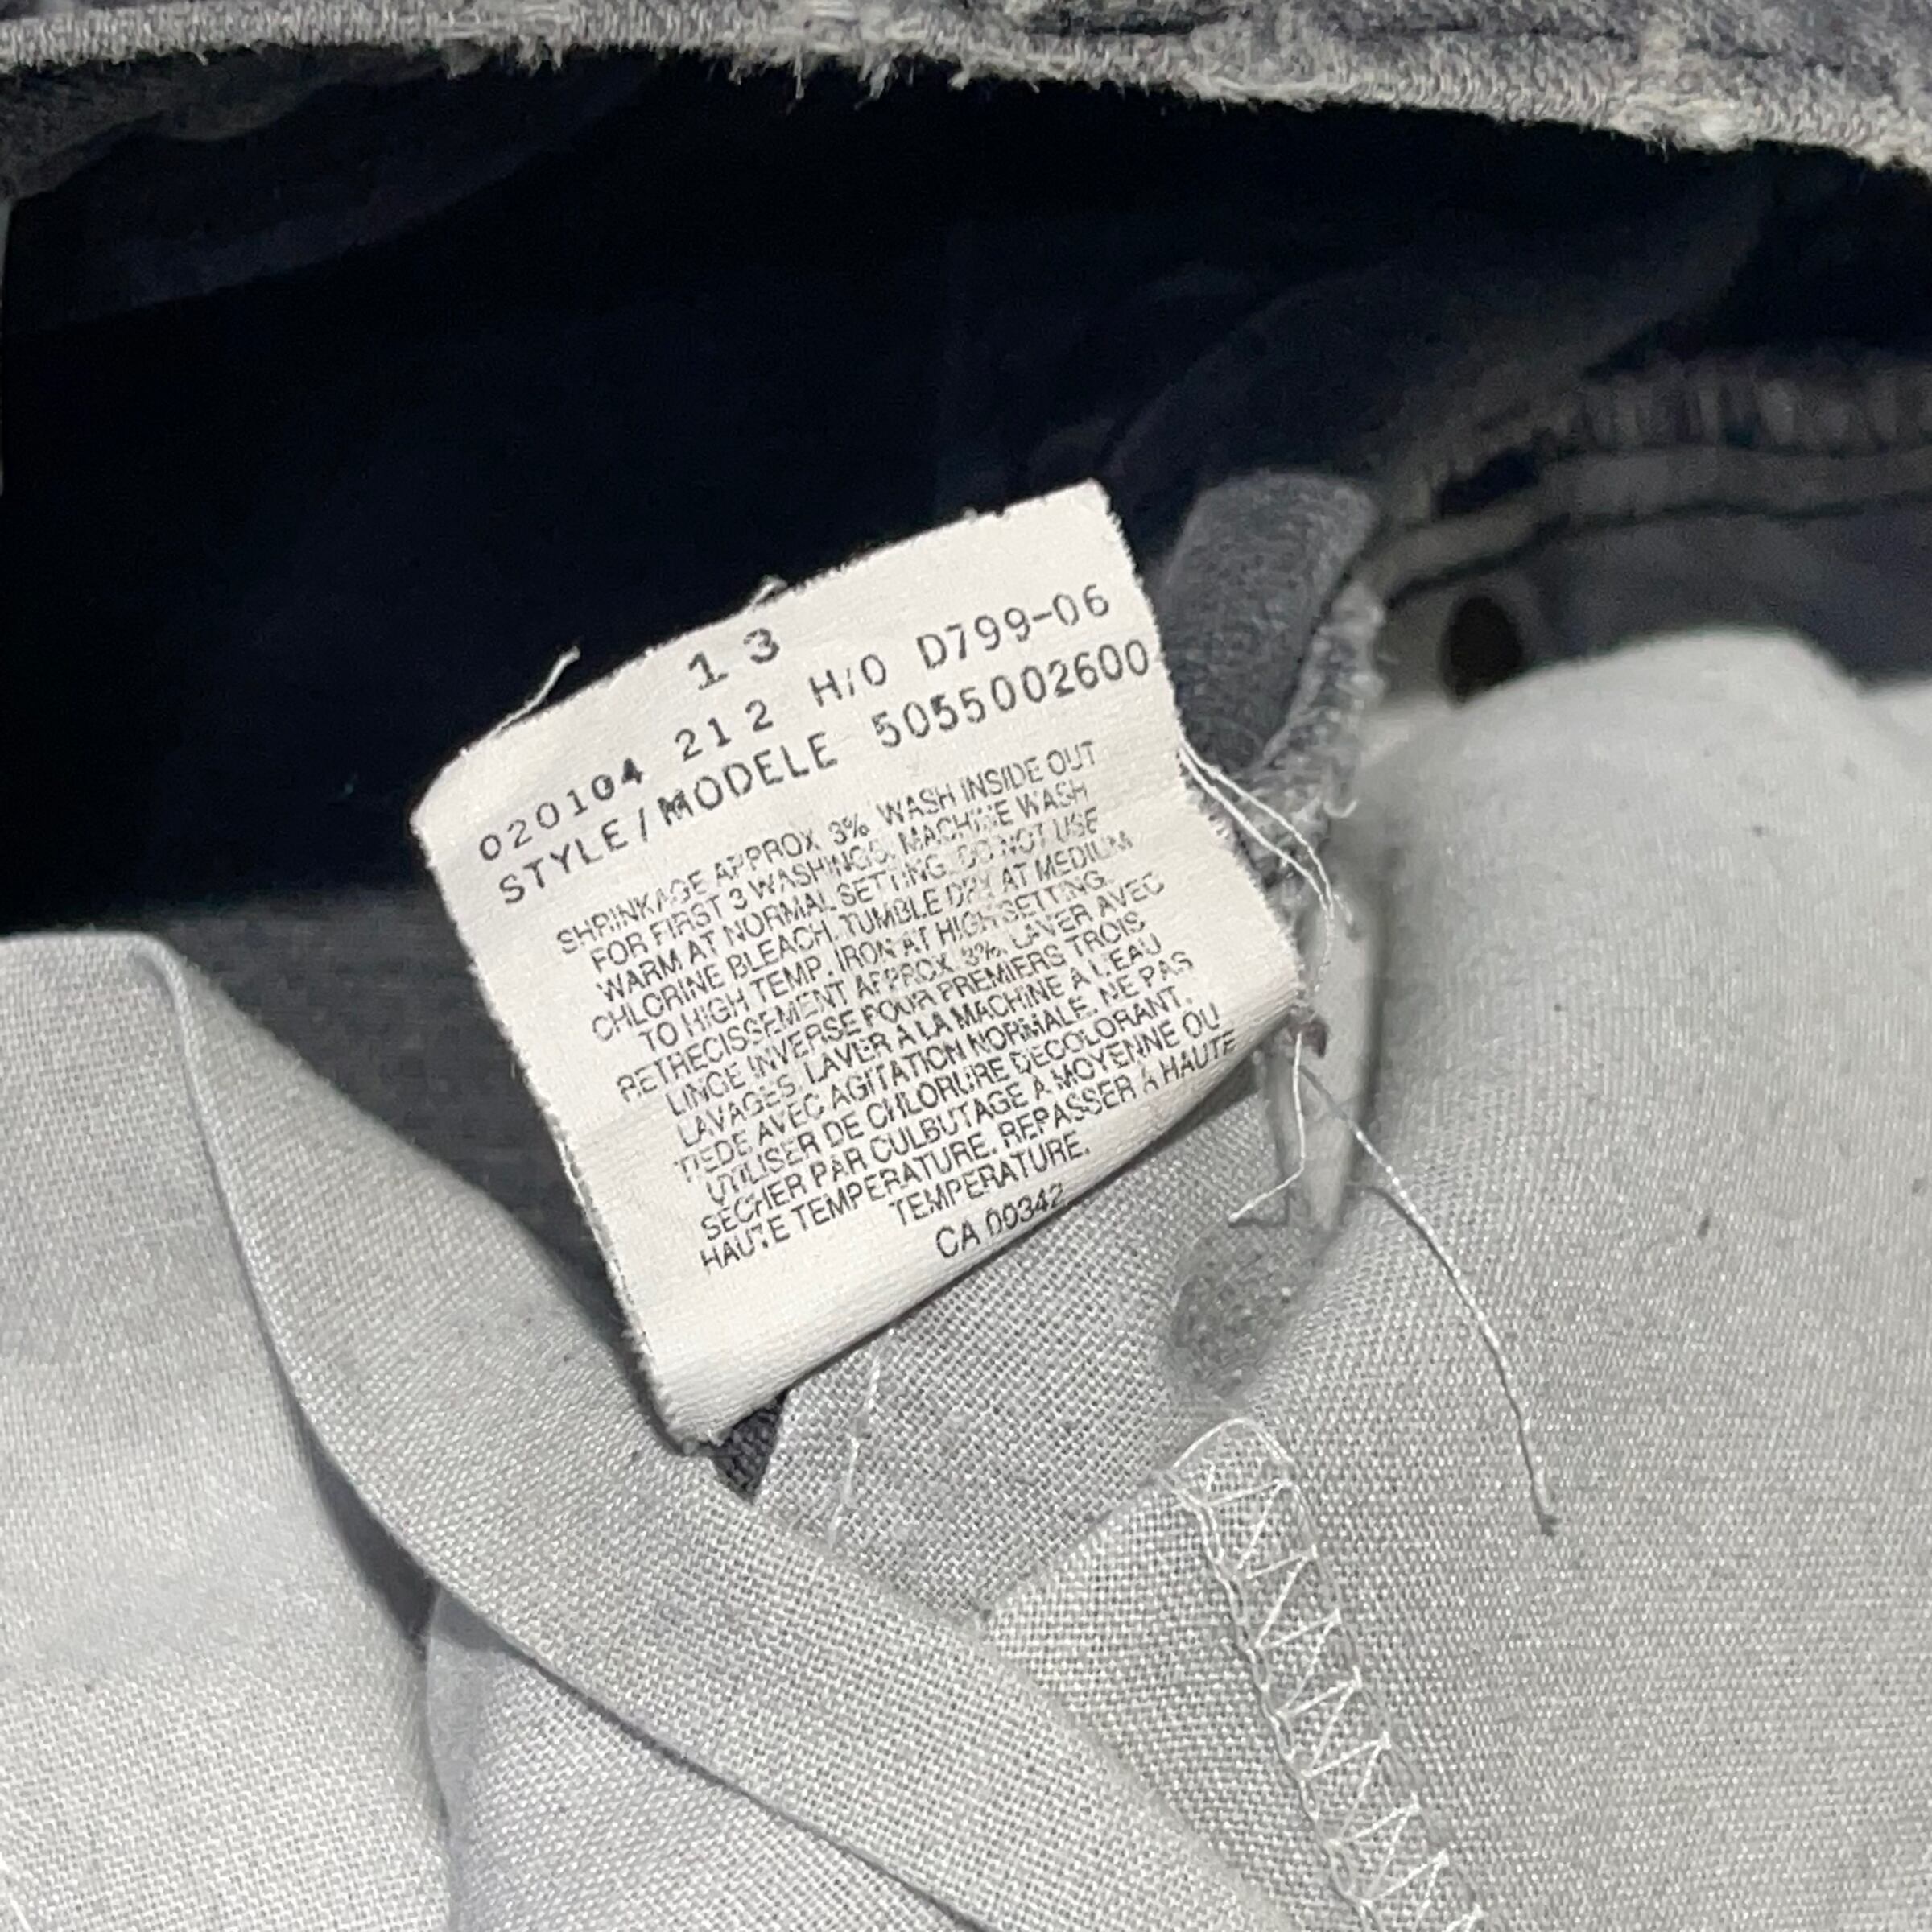 13
020104 212 H/O D799-06
STYLE/MODELE 5055002600
SHRINKAGE APPROX 3% WASH INSIDE OUT
FOR FIRST 3 WASHINGS. MACHINE WASH
WARM AT NORMAL SETTING. DO NOT USE
CHLORINE BLEACH. TUMBLE DRY AT MEDIUM
TO HIGH TEMP. IRON AT HIGH SETTING.
RETRECISSEMENT APPROX 3%. LAVER AVEC
LINGE INVERSE POUR PREMIERS TROIS
LAVAGES. LAVER A LA MACHINE A L'EAU
TIEDE AVEC AGITATION NORMALE. NE PAS
UTILISER DE CHLORURE DECOLORANT.
SECHER PAR CULBUTAGE A MOYENNE OU
HAUTE TEMPERATURE. REPASSER A HAUTE
TEMPERATURE.
CA 00342